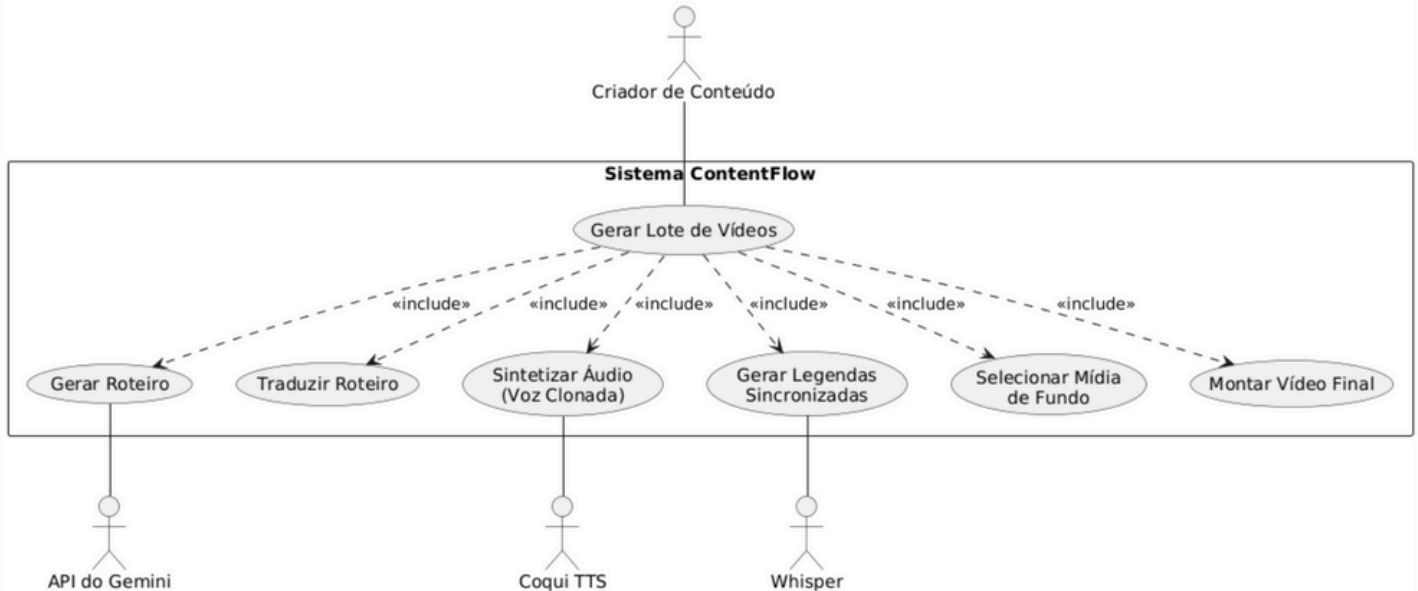 Criador de Conteúdo
Sistema ContentFlow
Gerar Lote de Vídeos
«include»
«include»
«include»
«include»
«include»
«include»
Gerar Roteiro
Traduzir Roteiro
Sintetizar Áudio
(Voz Clonada)
Gerar Legendas
Sincronizadas
Selecionar Mídia
de Fundo
Montar Vídeo Final
API do Gemini
Coqui TTS
Whisper